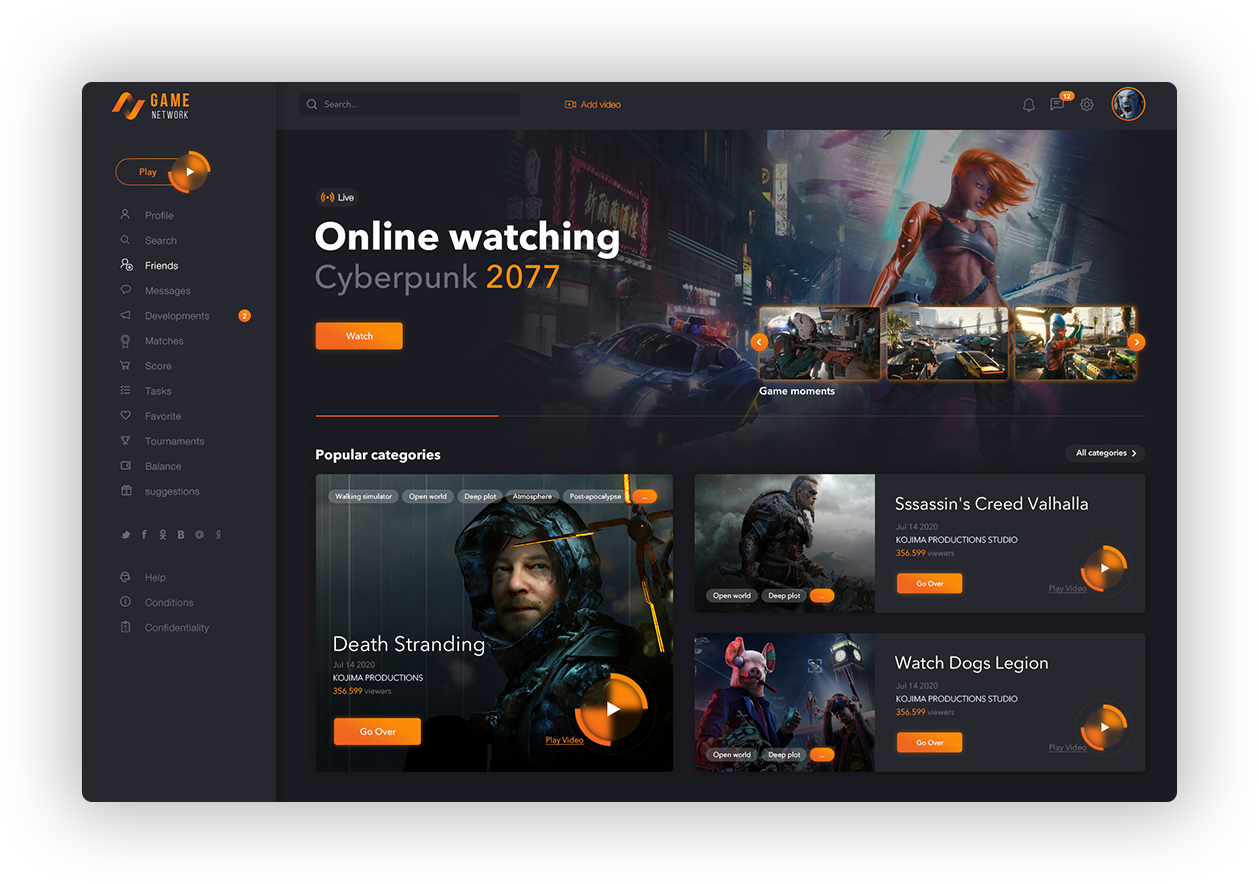 GAME
NETWORK
Search...
Add video
12
Play
Profile
Search
Friends
Messages
Developments 2
Matches
Score
Tasks
Favorite
Tournaments
Balance
suggestions
Help
Conditions
Confidentiality
Live
Online watching
Cyberpunk 2077
Watch
Game moments
Popular categories
All categories
Walking simulator Open world Deep plot Atmosphere Post-apocalypse ...
Death Stranding
Jul 14 2020
KOJIMA PRODUCTIONS
356.599 viewers
Go Over
Play Video
Open world Deep plot ...
Sssassin's Creed Valhalla
Jul 14 2020
KOJIMA PRODUCTIONS STUDIO
356.599 viewers
Go Over
Play Video
Open world Deep plot ...
Watch Dogs Legion
Jul 14 2020
KOJIMA PRODUCTIONS STUDIO
356.599 viewers
Go Over
Play Video